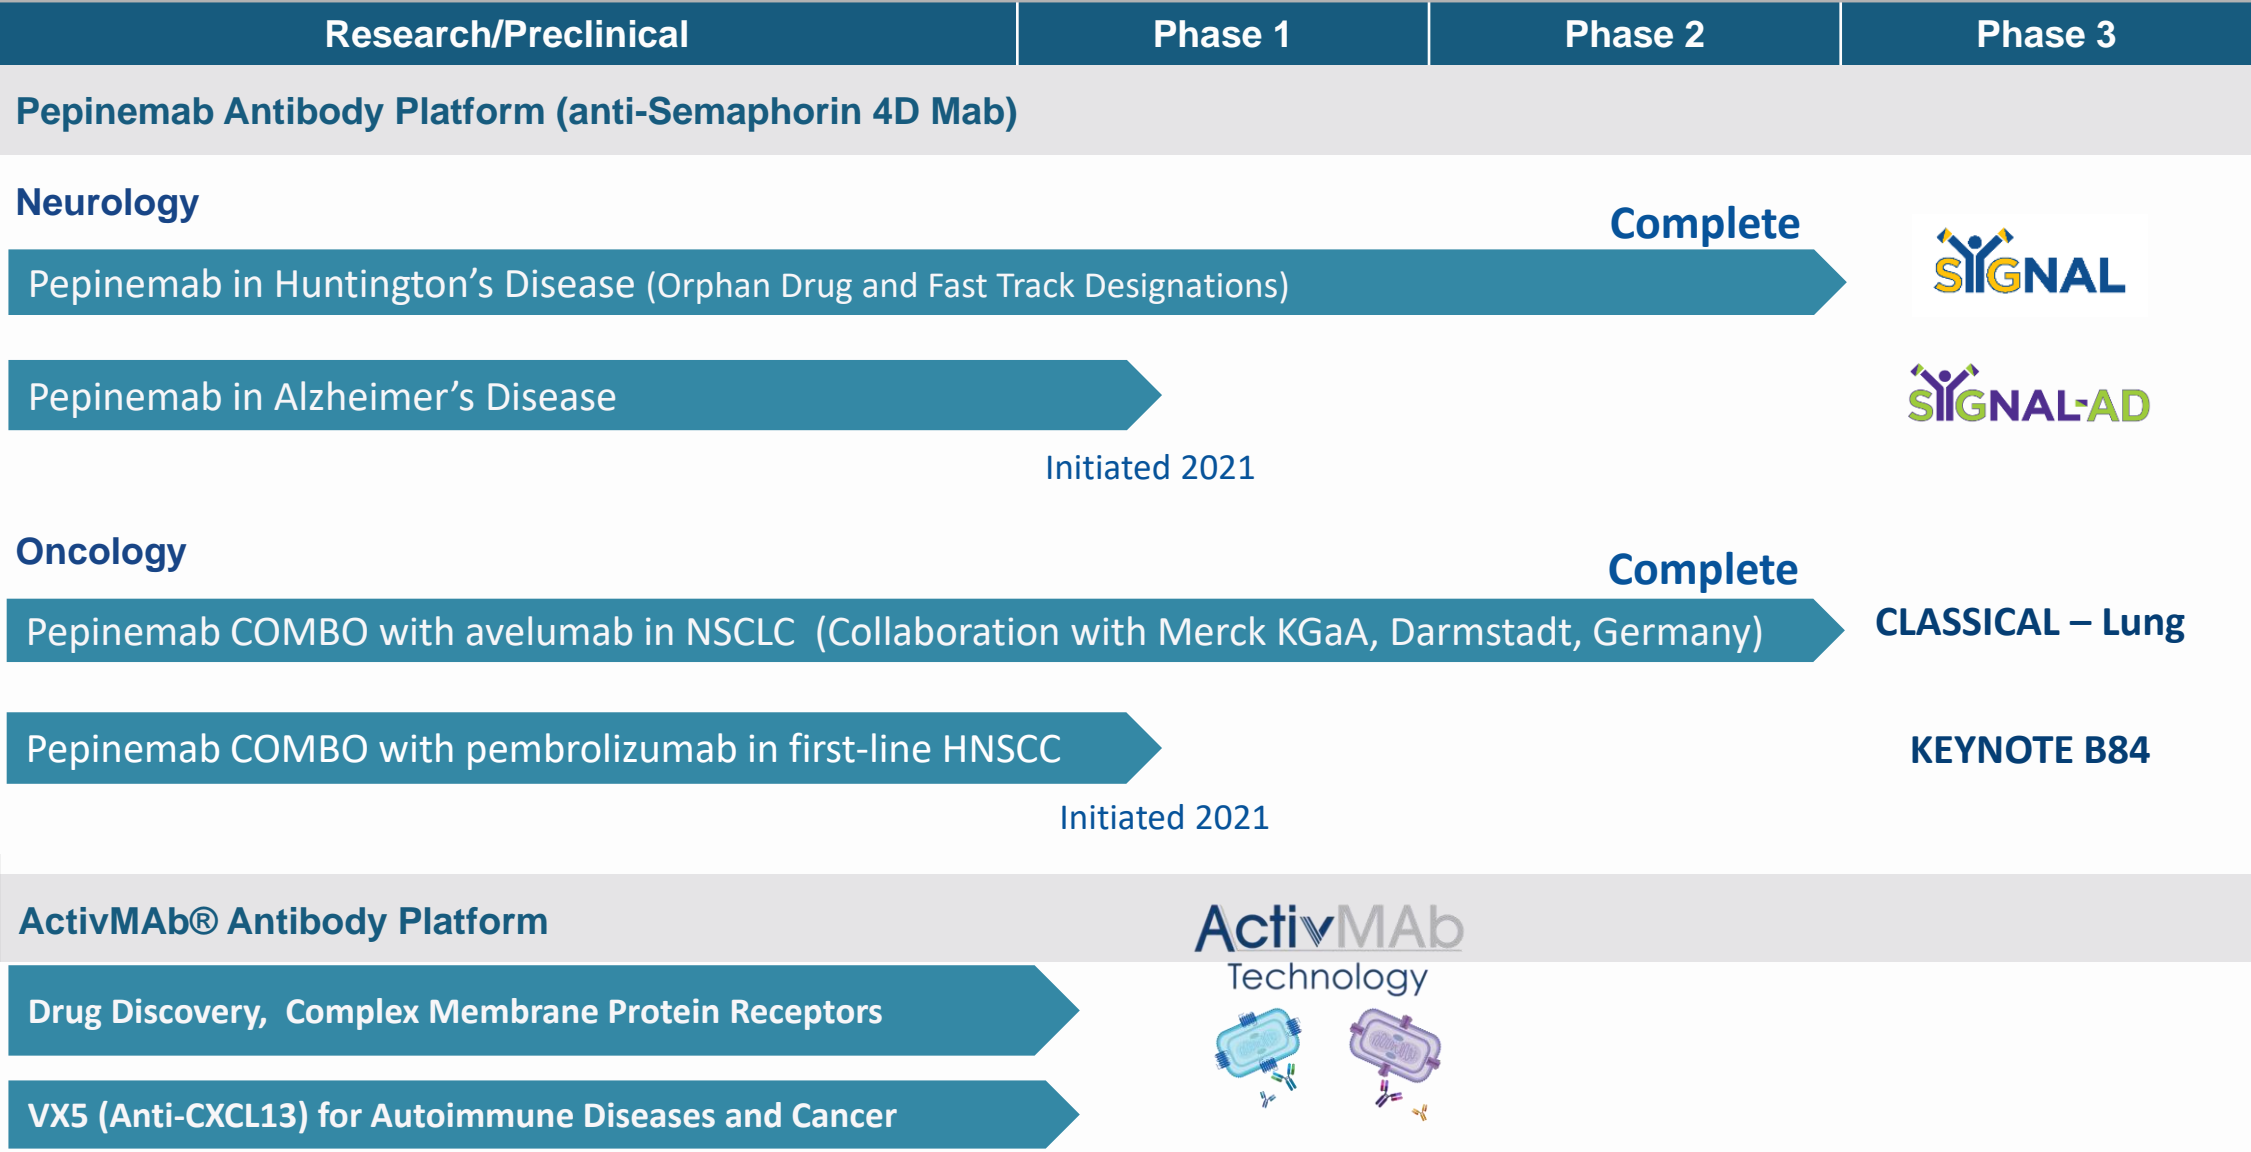 Research/Preclinical Phase 1 Phase 2 Phase 3
Pepinemab Antibody Platform (anti-Semaphorin 4D Mab)
Neurology
Complete
Pepinemab in Huntington’s Disease (Orphan Drug and Fast Track Designations)
SIGNAL
Pepinemab in Alzheimer’s Disease
SIGNAL-AD
Initiated 2021
Oncology
Complete
Pepinemab COMBO with avelumab in NSCLC (Collaboration with Merck KGaA, Darmstadt, Germany)
CLASSICAL – Lung
Pepinemab COMBO with pembrolizumab in first-line HNSCC
KEYNOTE B84
Initiated 2021
ActivMAb® Antibody Platform
ActivMAb
Technology
Drug Discovery, Complex Membrane Protein Receptors
VX5 (Anti-CXCL13) for Autoimmune Diseases and Cancer